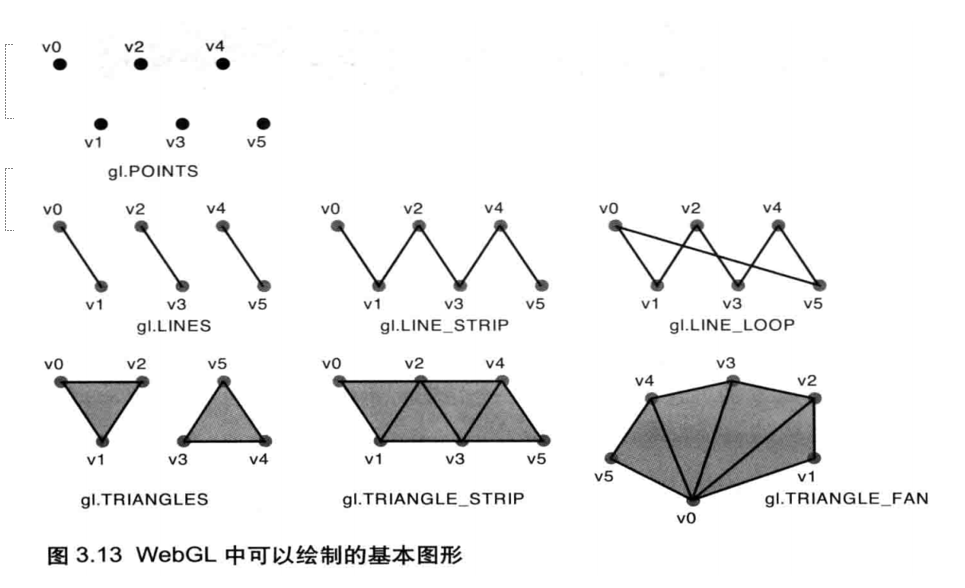 v0 v2 v4
v1 v3 v5
gl.POINTS
v0 v2 v4 v0 v2 v4 v0 v2 v4
v1 v3 v5 v1 v3 v5 v1 v3 v5
gl.LINES gl.LINE_STRIP gl.LINE_LOOP
v0 v2 v5 v0 v2 v4 v3
v4 v2
v1 v3 v4 v1 v3 v5 v5 v1
gl.TRIANGLES gl.TRIANGLE_STRIP gl.TRIANGLE_FAN
v0
图 3.13 WebGL 中可以绘制的基本图形